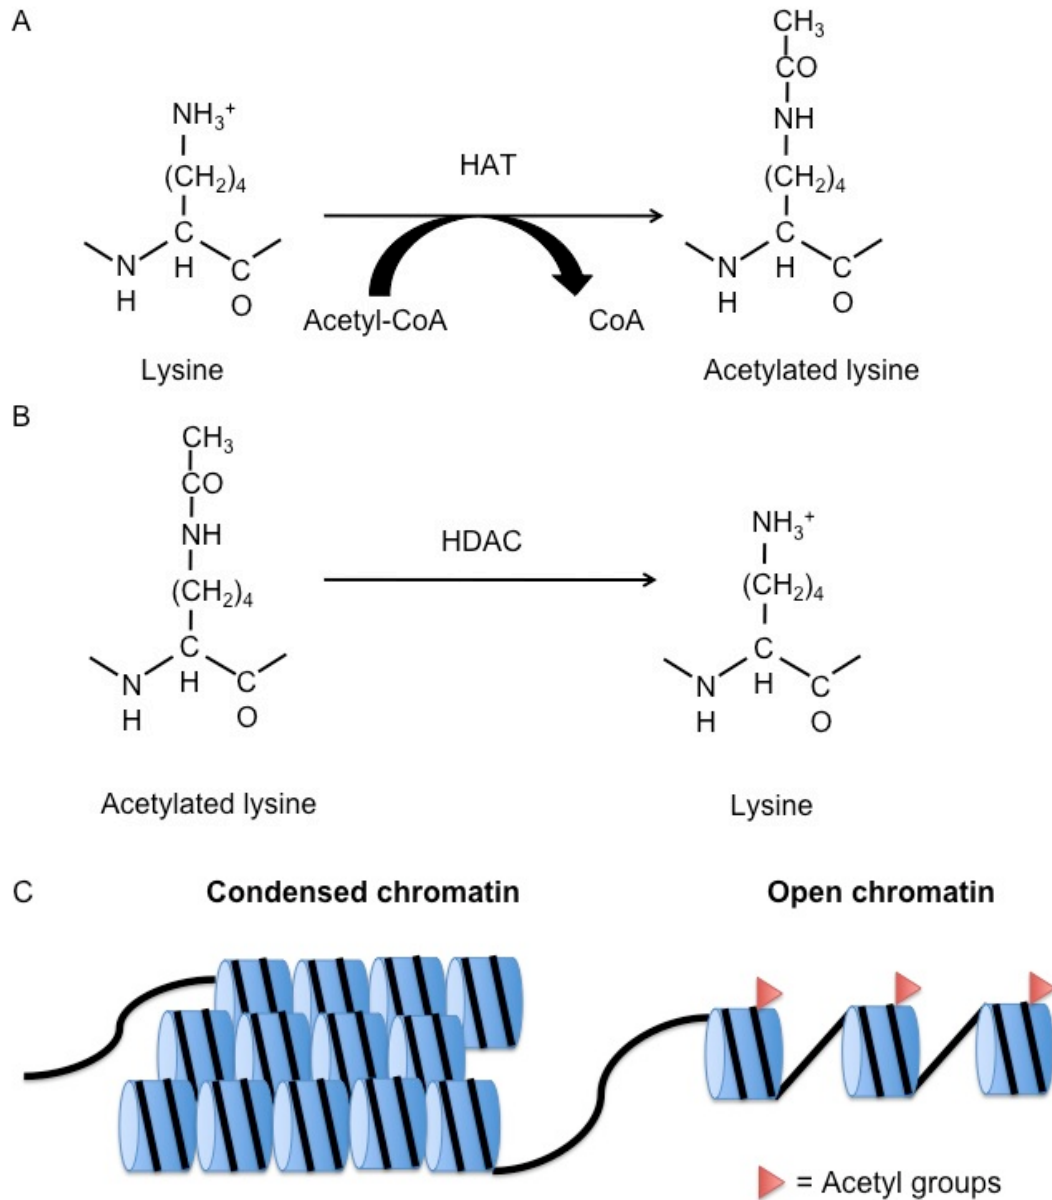 A
CH₃
CO
NH₃⁺
NH
(CH₂)₄
HAT
(CH₂)₄
C
C
N
H
C
N
H
C
H
O
H
O
Acetyl-CoA
CoA
Lysine
Acetylated lysine
B
CH₃
CO
NH
HDAC
NH₃⁺
(CH₂)₄
(CH₂)₄
C
C
N
H
C
N
H
C
H
O
H
O
Acetylated lysine
Lysine
C
Condensed chromatin
Open chromatin
= Acetyl groups